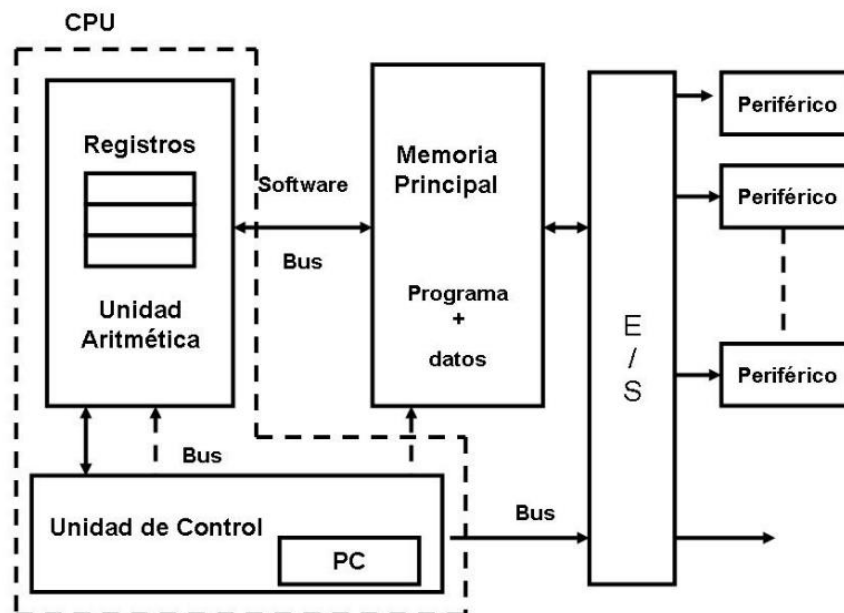 CPU
Registros
Unidad
Aritmética
Software
Bus
Memoria
Principal
Programa
+
datos
E
/
S
Periférico
Periférico
Periférico
Bus
Unidad de Control
PC
Bus